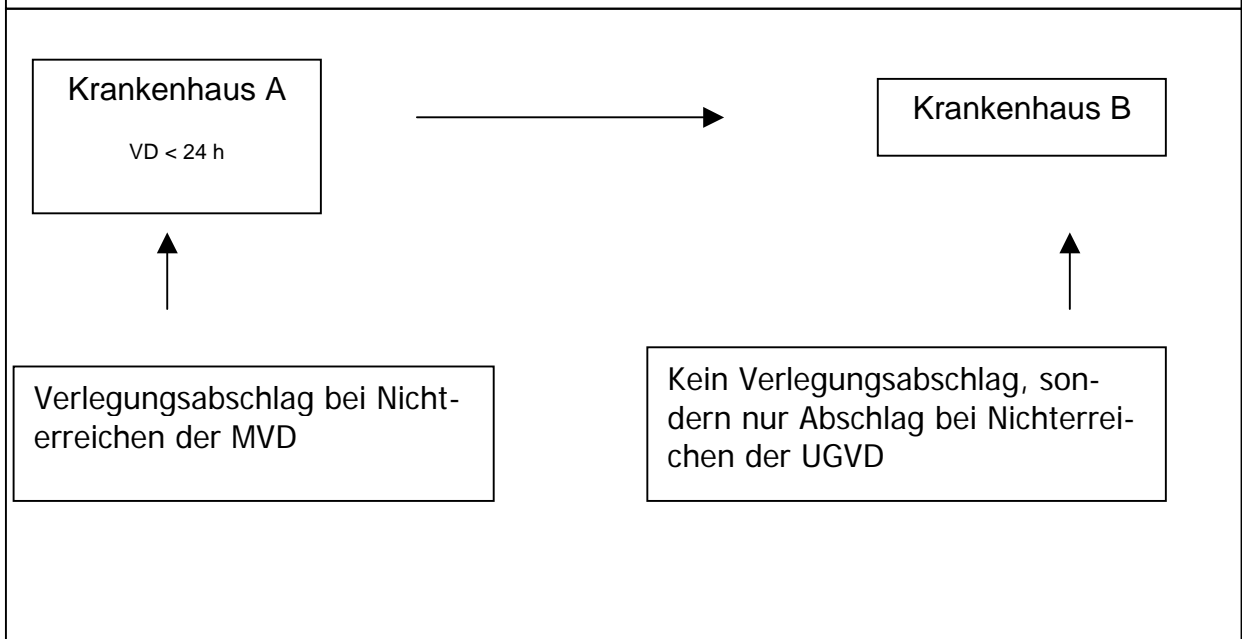 Krankenhaus A
VD < 24 h
Krankenhaus B
Verlegungsabschlag bei Nicht-
erreichen der MVD
Kein Verlegungsabschlag, son-
dern nur Abschlag bei Nichterrei-
chen der UGVD